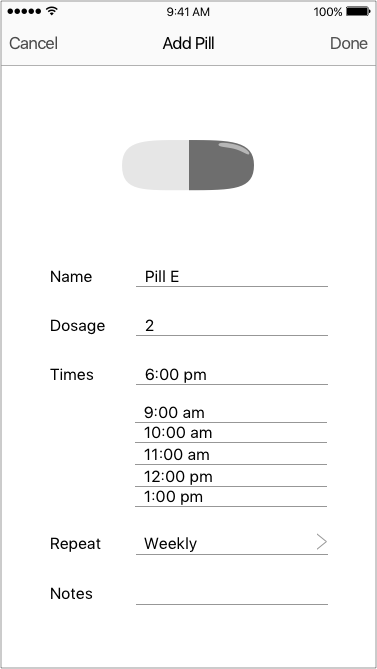 9:41 AM 100%
Cancel Add Pill Done
Name Pill E
Dosage 2
Times 6:00 pm
9:00 am
10:00 am
11:00 am
12:00 pm
1:00 pm
Repeat Weekly
Notes